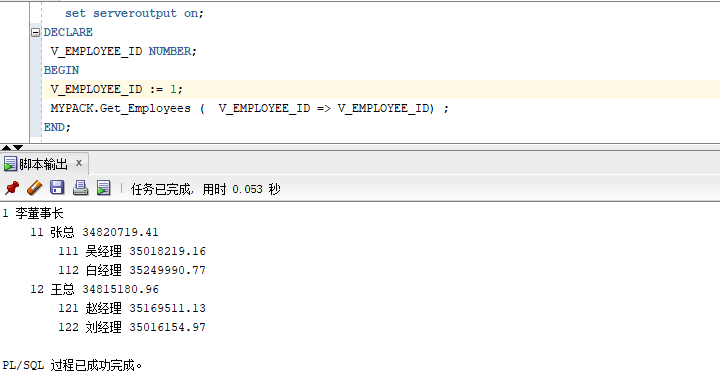 set serveroutput on;
DECLARE
V_EMPLOYEE_ID NUMBER;
BEGIN
V_EMPLOYEE_ID := 1;
MYPACK.Get_Employees (  V_EMPLOYEE_ID => V_EMPLOYEE_ID) ;
END;
脚本输出 x
任务已完成, 用时 0.053 秒
1 李董事长
11 张总 34820719.41
111 吴经理 35018219.16
112 白经理 35249990.77
12 王总 34815180.96
121 赵经理 35169511.13
122 刘经理 35016154.97
PL/SQL 过程已成功完成。